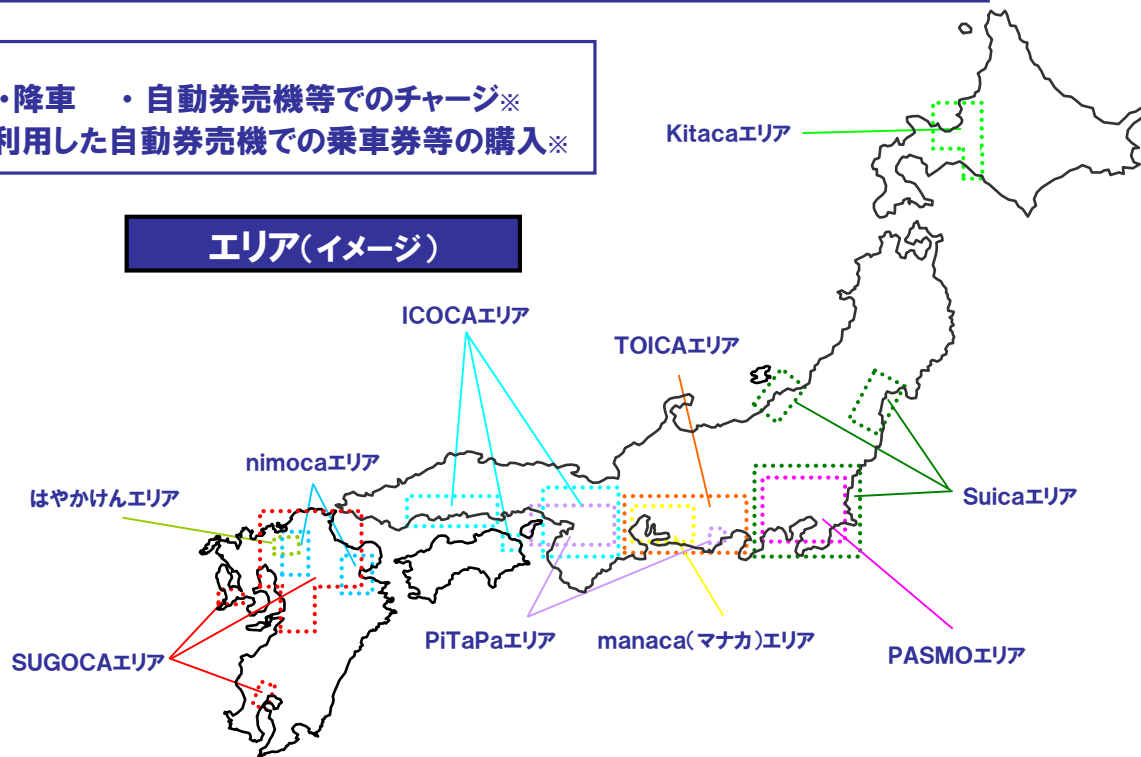 ・降車 ・自動券売機等でのチャージ※
利用した自動券売機での乗車券等の購入※
エリア(イメージ)
Kitacaエリア
ICOCAエリア
TOICAエリア
nimocaエリア
はやかけんエリア
Suicaエリア
SUGOCAエリア
PiTaPaエリア
manaca(マナカ)エリア
PASMOエリア